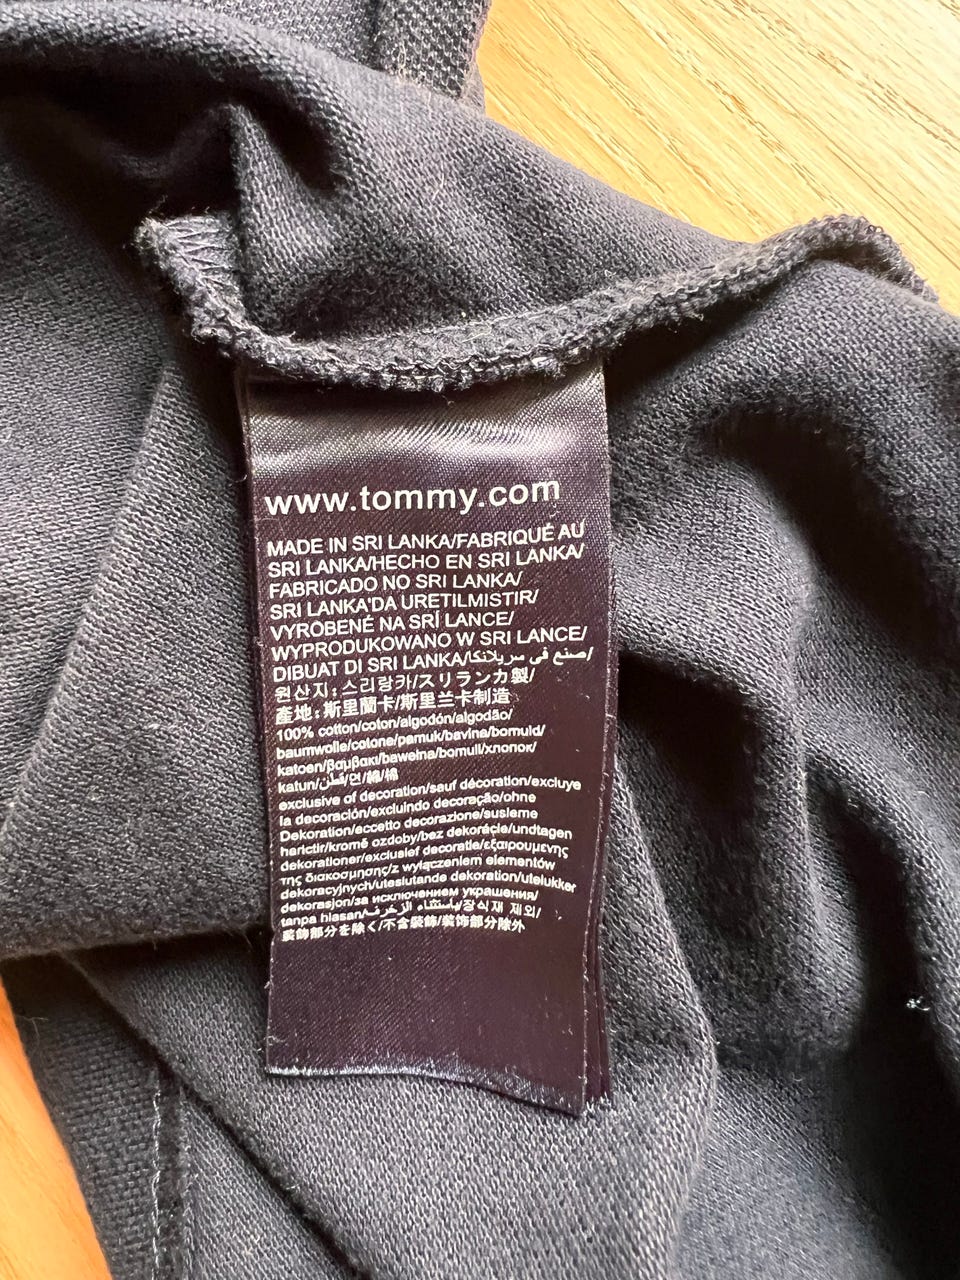 www.tommy.com
MADE IN SRI LANKA/FABRIQUÉ AU
SRI LANKA/HECHO EN SRI LANKA/
FABRICADO NO SRI LANKA/
SRI LANKA'DA URETILMISTIR/
VYROBENÉ NA SRÍ LANCE/
WYPRODUKOWANO W SRI LANCE/
DIBUAT DI SRI LANKA/صنع في سريلانكا/
원산지: 스리랑카/スリランカ製/
產地: 斯里蘭卡/斯里兰卡制造
100% cotton/coton/algodón/algodão/
baumwolle/cotone/pamuk/bavlna/bomuld/
katoen/βαμβακι/bawełna/bomull/хлопок/
katun/قطن/면/綿/棉
exclusive of decoration/sauf décoration/excluye
la decoración/excluindo decoração/ohne
Dekoration/eccetto decorazione/susleme
harictir/kromě ozdoby/bez dekorácie/undtagen
dekorationer/exclusief decoratie/εξαιρουμενης
της διακοσμησης/z wyłączeniem elementów
dekoracyjnych/uteslutande dekoration/utelukker
dekorasjon/за исключением украшения/
tanpa hiasan/باستثناء الزخرفة/장식재 제외/
装飾部分を除く/不含裝飾/装饰部分除外